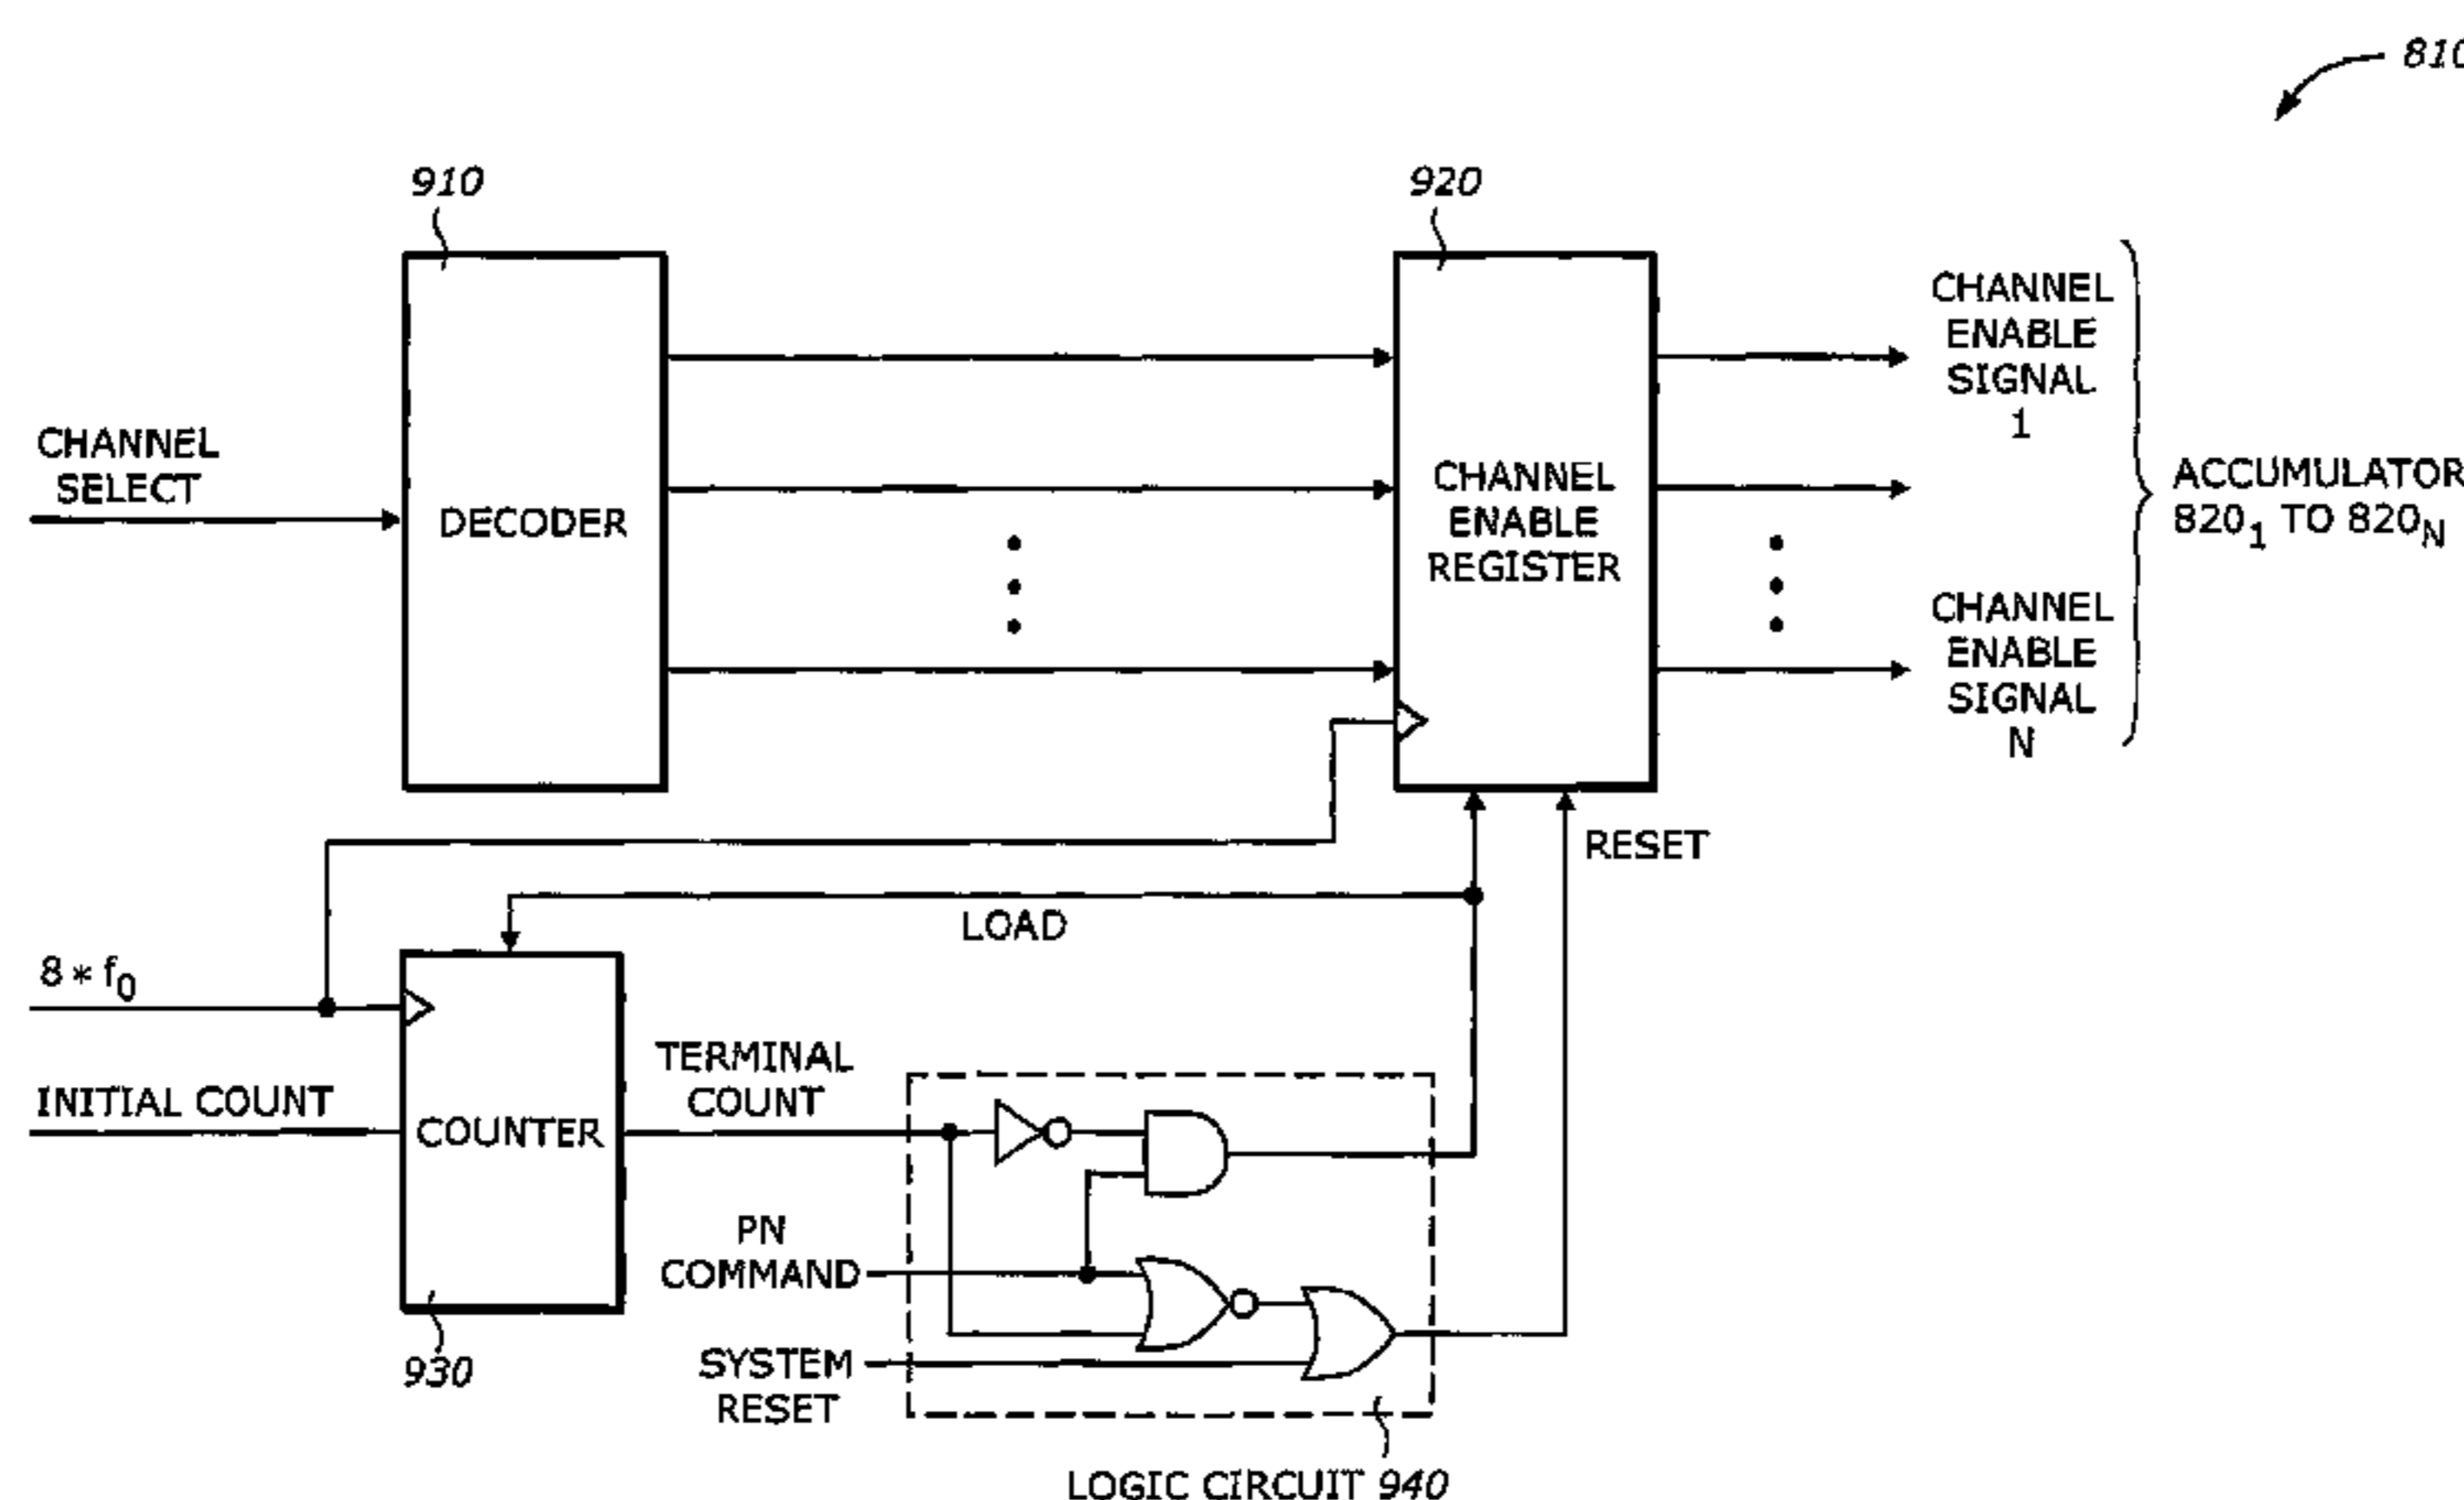 810
910
920
CHANNEL
SELECT
DECODER
CHANNEL
ENABLE
REGISTER
CHANNEL
ENABLE
SIGNAL
1
CHANNEL
ENABLE
SIGNAL
N
ACCUMULATOR
820₁ TO 820_N
RESET
LOAD
8 * f₀
INITIAL COUNT
COUNTER
TERMINAL
COUNT
PN
COMMAND
SYSTEM
RESET
930
LOGIC CIRCUIT 940